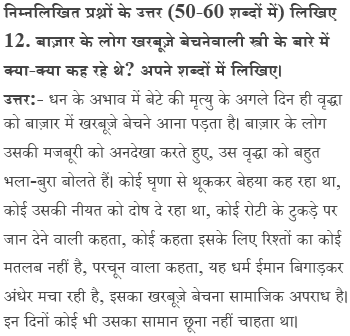 निम्नलिखित प्रश्नों के उत्तर (50-60 शब्दों में) लिखिए
12. बाज़ार के लोग खरबूज़े बेचनेवाली स्त्री के बारे में
क्या-क्या कह रहे थे? अपने शब्दों में लिखिए।
उत्तर:- धन के अभाव में बेटे की मृत्यु के अगले दिन ही वृद्धा
को बाज़ार में खरबूज़े बेचने आना पड़ता है। बाज़ार के लोग
उसकी मजबूरी को अनदेखा करते हुए, उस वृद्धा को बहुत
भला-बुरा बोलते हैं। कोई घृणा से थूककर बेहया कह रहा था,
कोई उसकी नीयत को दोष दे रहा था, कोई रोटी के टुकड़े पर
जान देने वाली कहता, कोई कहता इसके लिए रिश्तों का कोई
मतलब नहीं है, परचून वाला कहता, यह धर्म ईमान बिगाड़कर
अंधेर मचा रही है, इसका खरबूज़े बेचना सामाजिक अपराध है।
इन दिनों कोई भी उसका सामान छूना नहीं चाहता था।